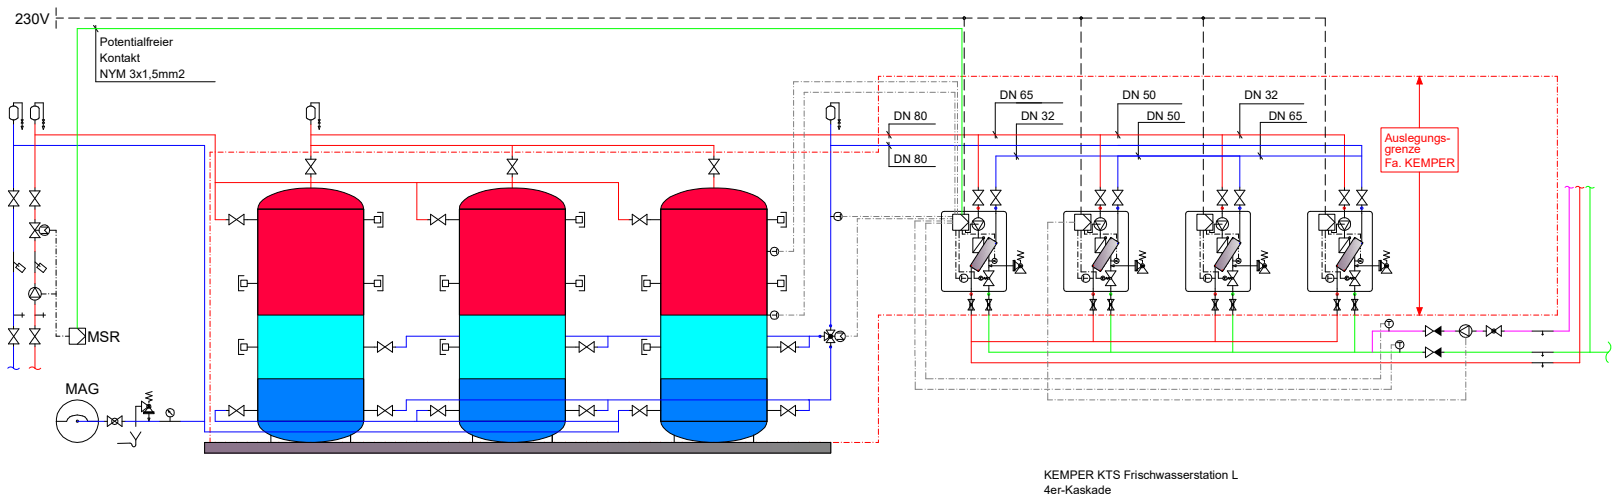 230V
Potentialfreier
Kontakt
NYM 3x1,5mm2
DN 80
DN 80
DN 65
DN 32
DN 50
DN 50
DN 32
DN 65
Auslegungs-
grenze
Fa. KEMPER
MSR
MAG
KEMPER KTS Frischwasserstation L
4er-Kaskade